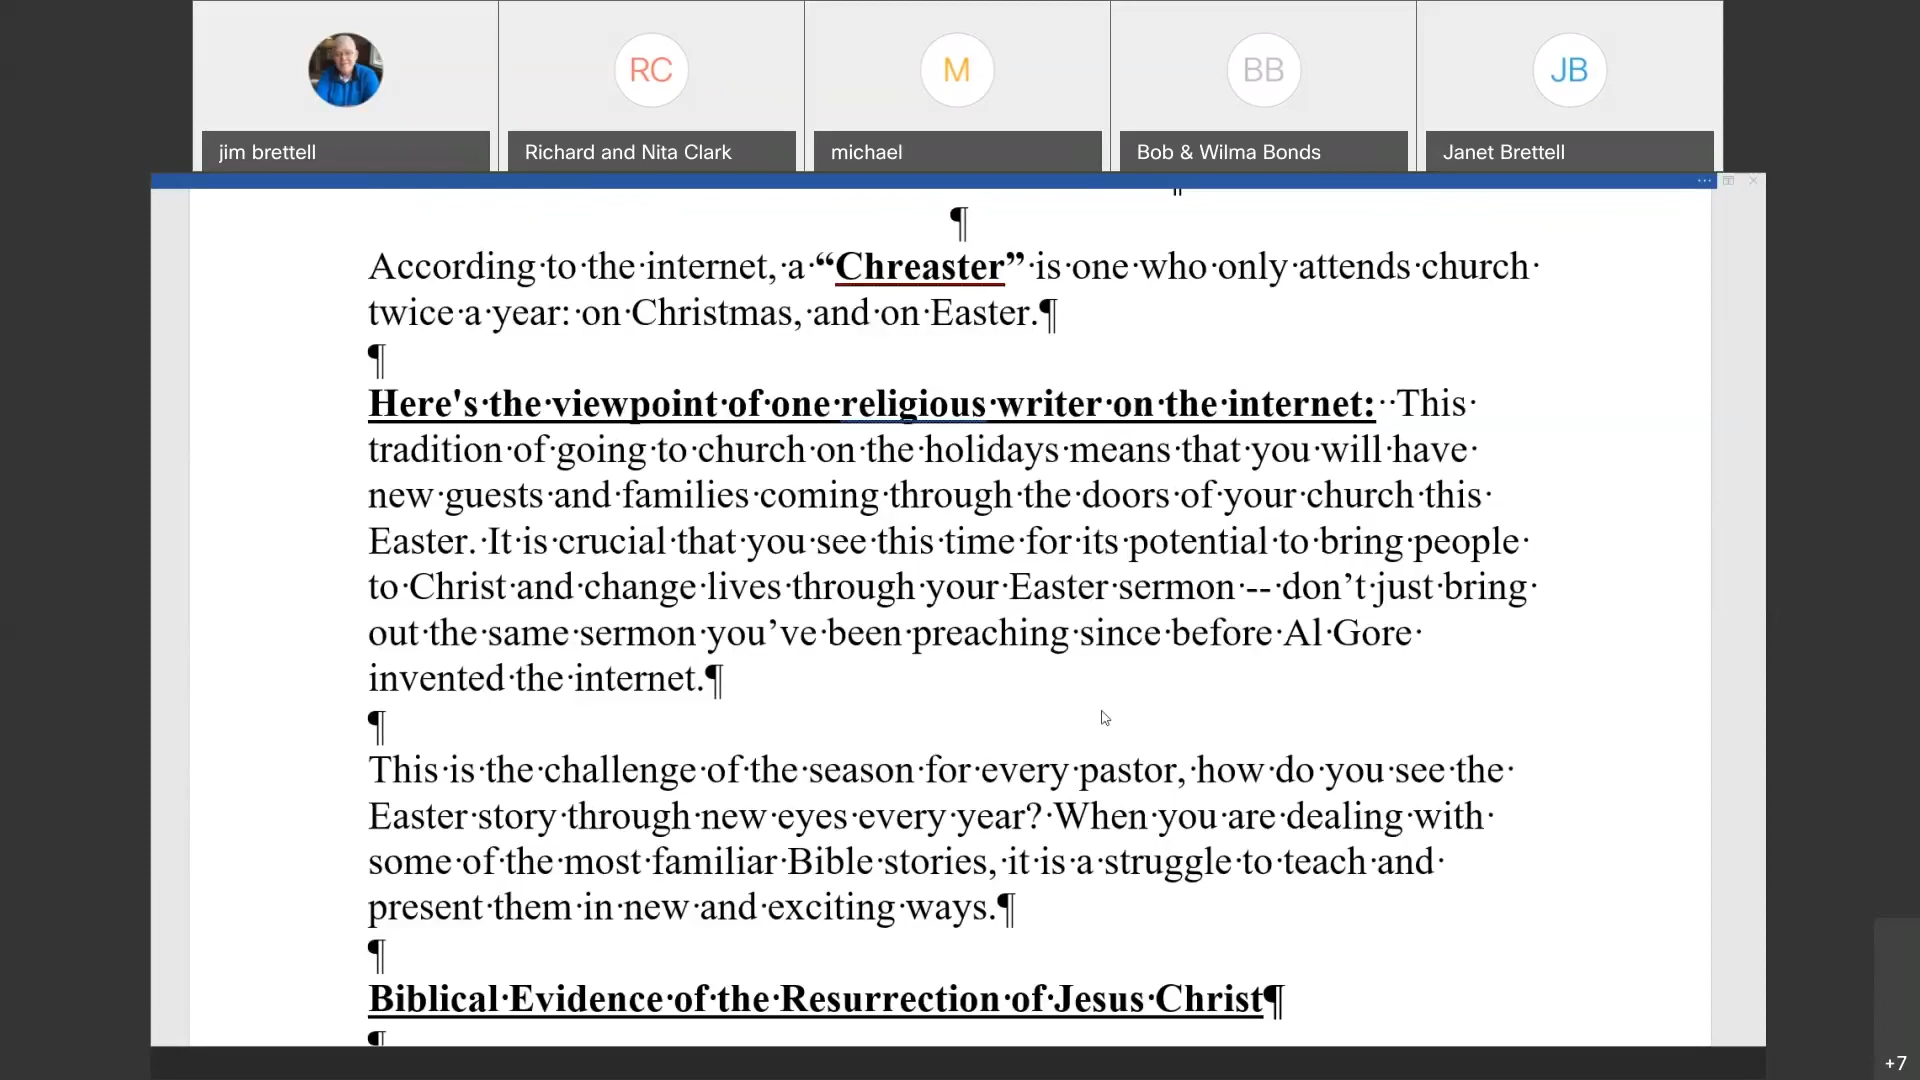 RC
M
BB
JB
jim brettell
Richard and Nita Clark
michael
Bob & Wilma Bonds
Janet Brettell
¶
According·to·the·internet,·a·“Chreaster”·is·one·who·only·attends·church·
twice·a·year:·on·Christmas,·and·on·Easter.¶
¶
Here's·the·viewpoint·of·one·religious·writer·on·the·internet:··This·
tradition·of·going·to·church·on·the·holidays·means·that·you·will·have·
new·guests·and·families·coming·through·the·doors·of·your·church·this·
Easter.·It·is·crucial·that·you·see·this·time·for·its·potential·to·bring·people·
to·Christ·and·change·lives·through·your·Easter·sermon·--·don’t·just·bring·
out·the·same·sermon·you’ve·been·preaching·since·before·Al·Gore·
invented·the·internet.¶
¶
This·is·the·challenge·of·the·season·for·every·pastor,·how·do·you·see·the·
Easter·story·through·new·eyes·every·year?·When·you·are·dealing·with·
some·of·the·most·familiar·Bible·stories,·it·is·a·struggle·to·teach·and·
present·them·in·new·and·exciting·ways.¶
¶
Biblical·Evidence·of·the·Resurrection·of·Jesus·Christ¶
¶
+7